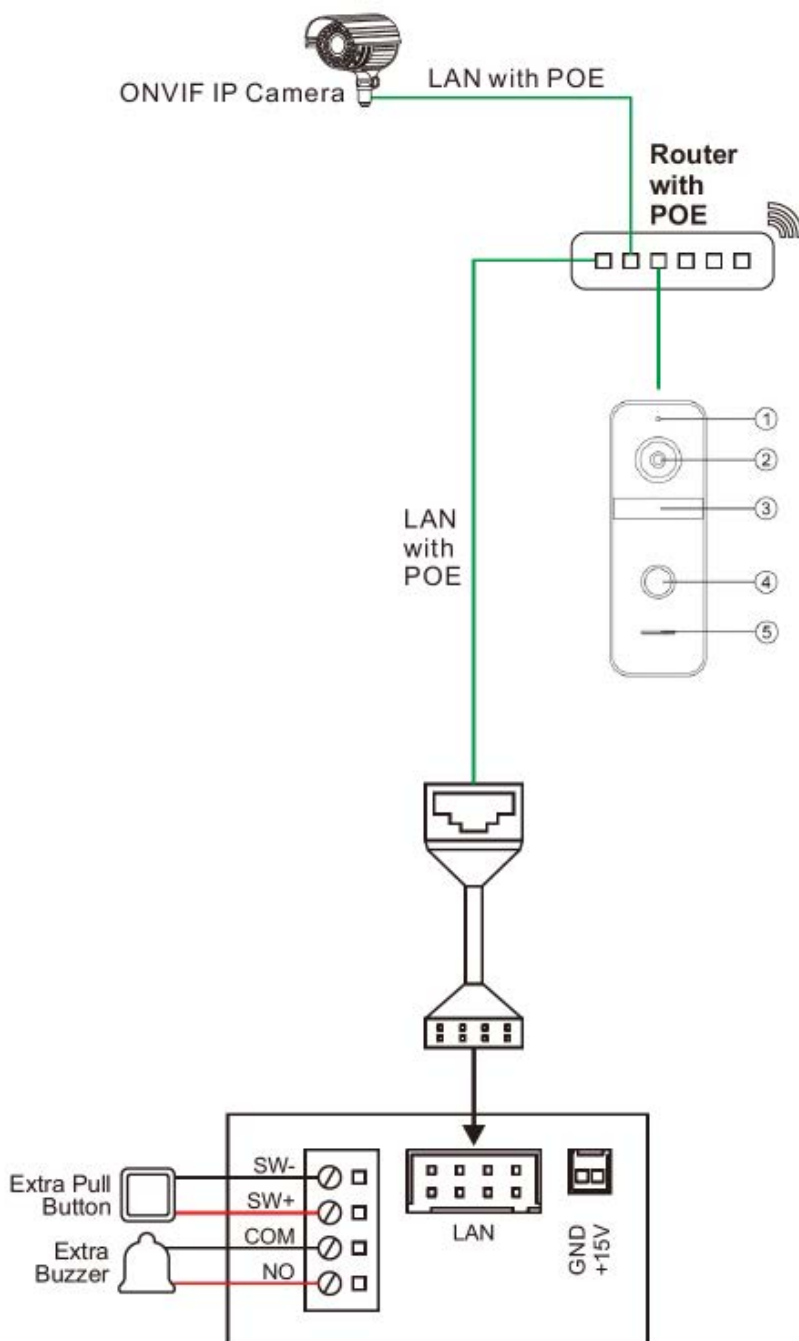 ONVIF IP Camera
LAN with POE
Router
with
POE
①
②
③
④
⑤
LAN
with
POE
Extra Pull
Button
Extra
Buzzer
SW-
SW+
COM
NO
LAN
GND
+15V